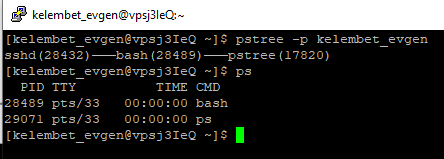 kelembet_evgen@vpsj3IeQ:~
[kelembet_evgen@vpsj3IeQ ~]$ pstree -p kelembet_evgen
sshd(28432)───bash(28489)───pstree(17820)
[kelembet_evgen@vpsj3IeQ ~]$ ps
  PID TTY          TIME CMD
28489 pts/33   00:00:00 bash
29071 pts/33   00:00:00 ps
[kelembet_evgen@vpsj3IeQ ~]$